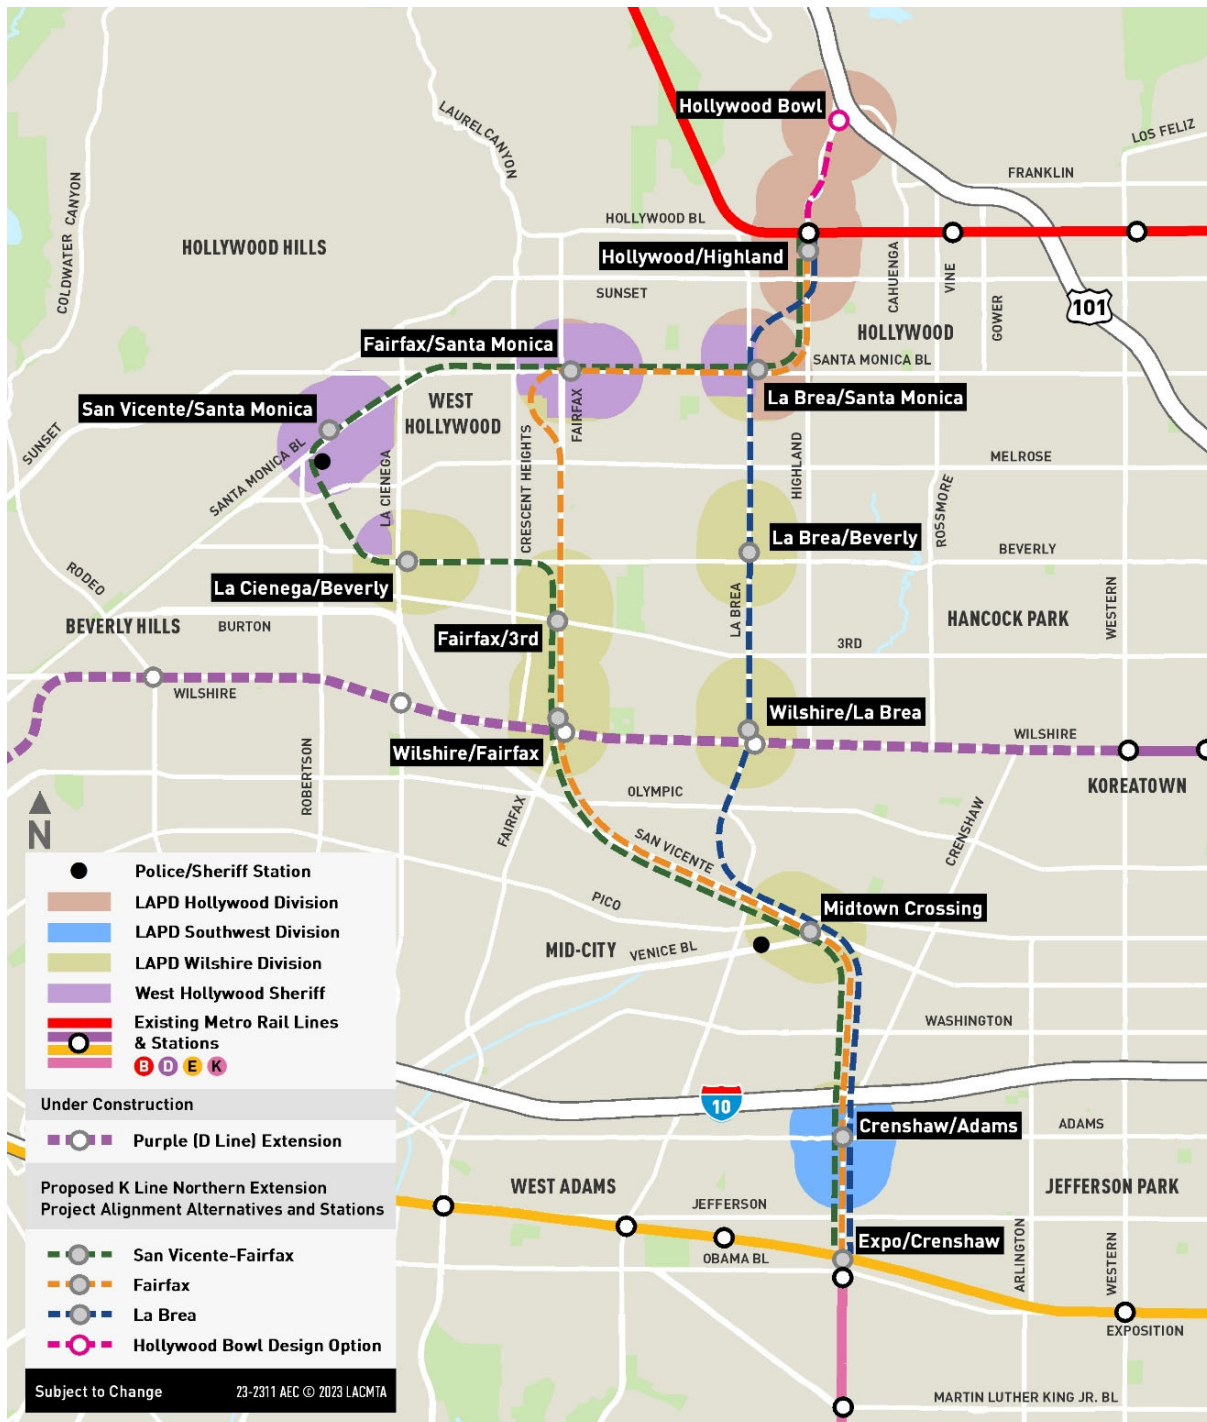 Hollywood Bowl
LAUREL CANYON
LOS FELIZ
FRANKLIN
COLDWATER CANYON
HOLLYWOOD BL
HOLLYWOOD HILLS
Hollywood/Highland
CAHUENGA
VINE
GOWER
101
SUNSET
HOLLYWOOD
Fairfax/Santa Monica
SANTA MONICA BL
San Vicente/Santa Monica
WEST
HOLLYWOOD
FAIRFAX
La Brea/Santa Monica
SUNSET
SANTA MONICA BL
LA CIENEGA
CRESCENT HEIGHTS
HIGHLAND
MELROSE
ROSSMORE
La Brea/Beverly
BEVERLY
RODEO
La Cienega/Beverly
LA BREA
HANCOCK PARK
WESTERN
BEVERLY HILLS
BURTON
Fairfax/3rd
3RD
WILSHIRE
Wilshire/La Brea
WILSHIRE
Wilshire/Fairfax
ROBERTSON
OLYMPIC
KOREATOWN
FAIRFAX
SAN VICENTE
CRENSHAW
N
PICO
Midtown Crossing
MID-CITY
VENICE BL
WASHINGTON
10
Crenshaw/Adams
ADAMS
WEST ADAMS
JEFFERSON
JEFFERSON PARK
Expo/Crenshaw
OBAMA BL
ARLINGTON
WESTERN
EXPOSITION
MARTIN LUTHER KING JR. BL
Police/Sheriff Station
LAPD Hollywood Division
LAPD Southwest Division
LAPD Wilshire Division
West Hollywood Sheriff
Existing Metro Rail Lines
& Stations
B D E K
Under Construction
Purple (D Line) Extension
Proposed K Line Northern Extension
Project Alignment Alternatives and Stations
San Vicente-Fairfax
Fairfax
La Brea
Hollywood Bowl Design Option
Subject to Change
23-2311 AEC © 2023 LACMTA